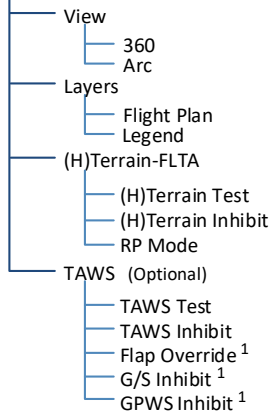 View
360
Arc
Layers
Flight Plan
Legend
(H)Terrain-FLTA
(H)Terrain Test
(H)Terrain Inhibit
RP Mode
TAWS (Optional)
TAWS Test
TAWS Inhibit
Flap Override 1
G/S Inhibit 1
GPWS Inhibit 1